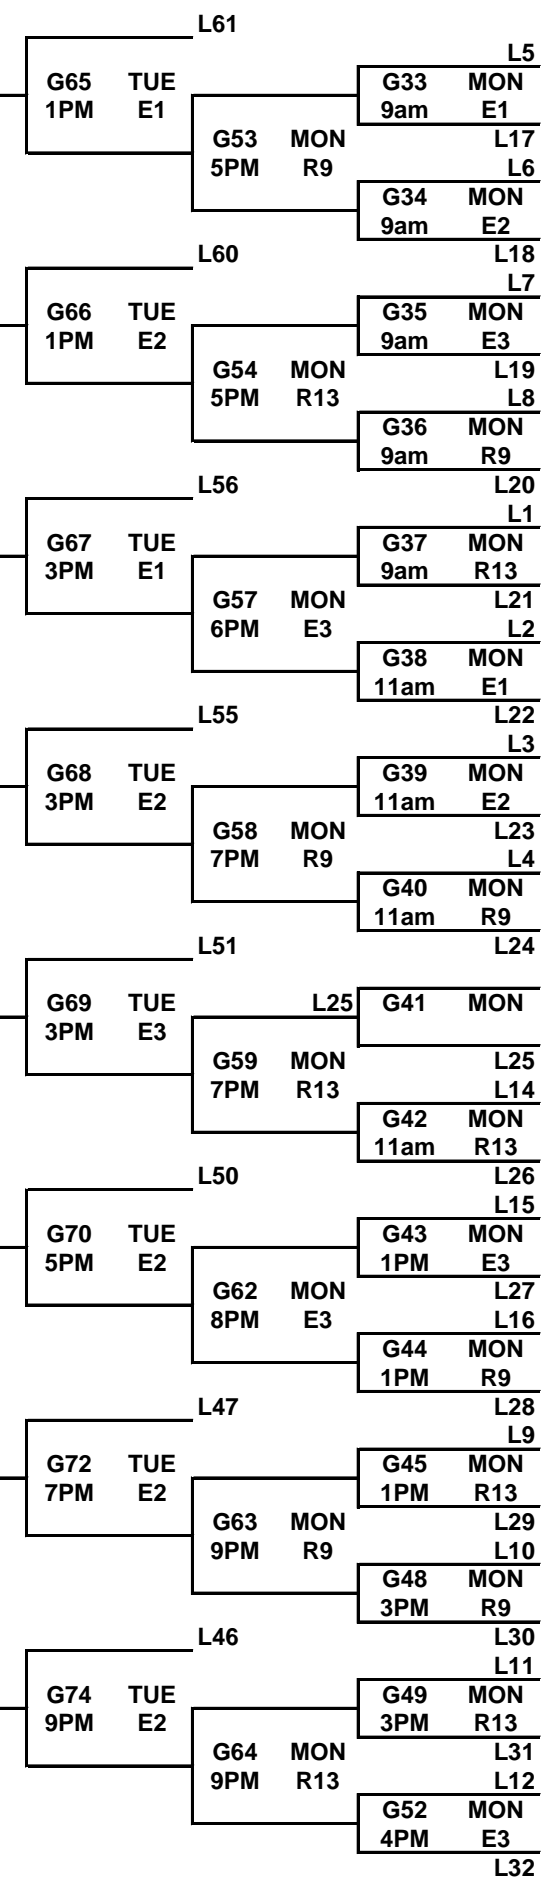 L61
L5
G65 TUE G33 MON
1PM E1 9am E1
G53 MON L17
5PM R9 L6
G34 MON
9am E2
L60 L18
L7
G66 TUE G35 MON
1PM E2 9am E3
G54 MON L19
5PM R13 L8
G36 MON
9am R9
L56 L20
L1
G67 TUE G37 MON
3PM E1 9am R13
G57 MON L21
6PM E3 L2
G38 MON
11am E1
L55 L22
L3
G68 TUE G39 MON
3PM E2 11am E2
G58 MON L23
7PM R9 L4
G40 MON
11am R9
L51 L24
G69 TUE L25 G41 MON
3PM E3
G59 MON L25
7PM R13 L14
G42 MON
11am R13
L50 L26
L15
G70 TUE G43 MON
5PM E2 1PM E3
G62 MON L27
8PM E3 L16
G44 MON
1PM R9
L47 L28
L9
G72 TUE G45 MON
7PM E2 1PM R13
G63 MON L29
9PM R9 L10
G48 MON
3PM R9
L46 L30
L11
G74 TUE G49 MON
9PM E2 3PM R13
G64 MON L31
9PM R13 L12
G52 MON
4PM E3
L32